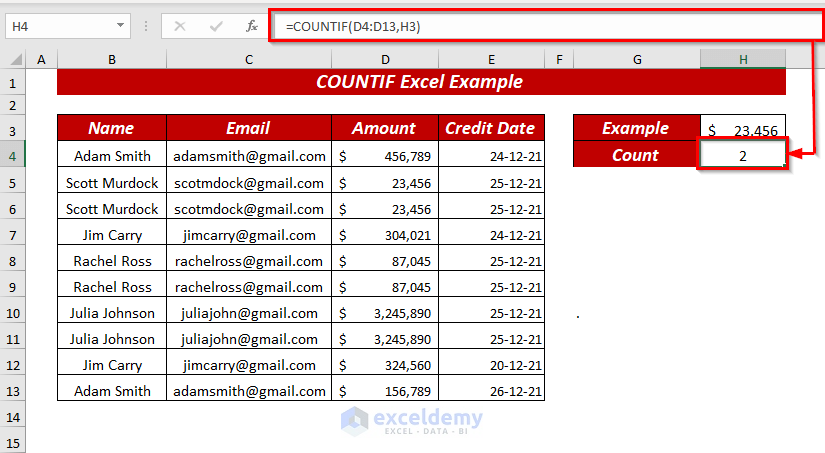 H4 fx =COUNTIF(D4:D13,H3)
A B C D E F G H
1 COUNTIF Excel Example
2
3 Name Email Amount Credit Date Example $ 23,456
4 Adam Smith adamsmith@gmail.com $ 456,789 24-12-21 Count 2
5 Scott Murdock scotmdock@gmail.com $ 23,456 25-12-21
6 Scott Murdock scotmdock@gmail.com $ 23,456 25-12-21
7 Jim Carry jimcarry@gmail.com $ 304,021 24-12-21
8 Rachel Ross rachelross@gmail.com $ 87,045 25-12-21
9 Rachel Ross rachelross@gmail.com $ 87,045 25-12-21
10 Julia Johnson juliajohn@gmail.com $ 3,245,890 25-12-21 .
11 Julia Johnson juliajohn@gmail.com $ 3,245,890 25-12-21
12 Jim Carry jimcarry@gmail.com $ 324,560 20-12-21
13 Adam Smith adamsmith@gmail.com $ 156,789 26-12-21
14 exceldemy
EXCEL - DATA - BI
15